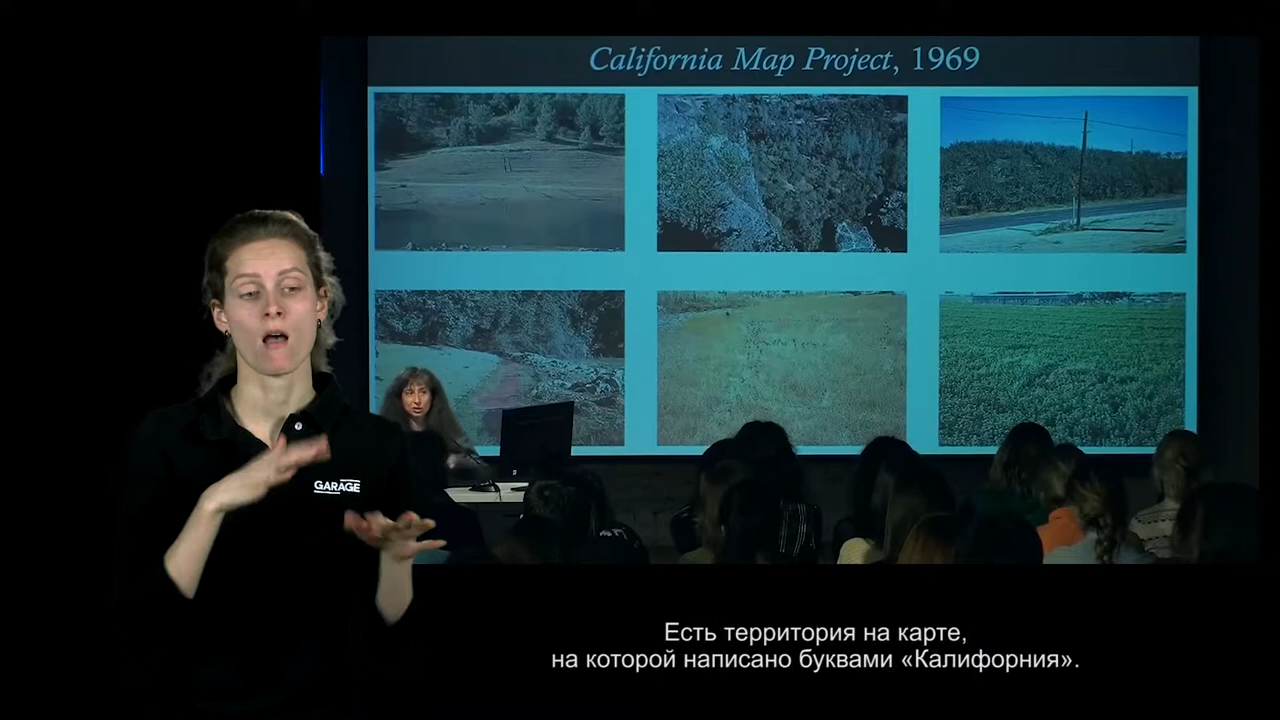 California Map Project, 1969
GARAGE
Есть территория на карте,
на которой написано буквами «Калифорния».